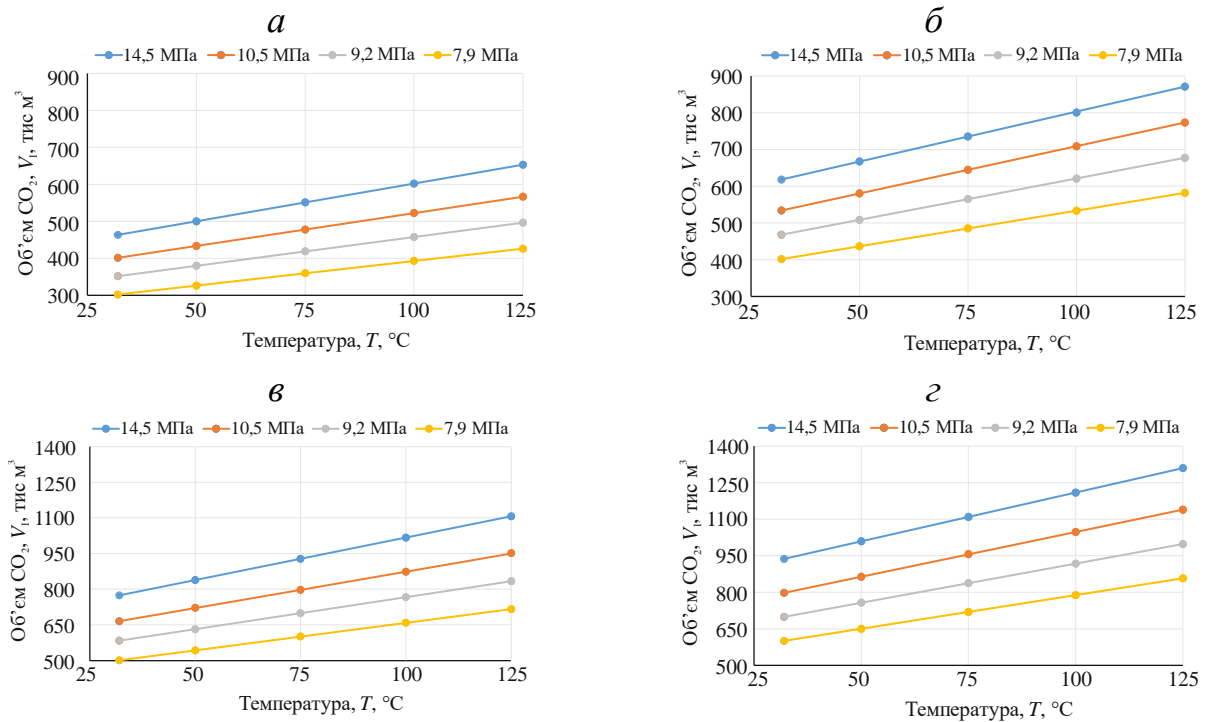 а
14,5 МПа 10,5 МПа 9,2 МПа 7,9 МПа
900
800
700
600
500
400
300
25 50 75 100 125
Об’єм CO₂, V₁, тис м³
Температура, T, °C
б
14,5 МПа 10,5 МПа 9,2 МПа 7,9 МПа
900
800
700
600
500
400
300
25 50 75 100 125
Об’єм CO₂, V₁, тис м³
Температура, T, °C
в
14,5 МПа 10,5 МПа 9,2 МПа 7,9 МПа
1400
1250
1100
950
800
650
500
25 50 75 100 125
Об’єм CO₂, V₁, тис м³
Температура, T, °C
г
14,5 МПа 10,5 МПа 9,2 МПа 7,9 МПа
1400
1250
1100
950
800
650
500
25 50 75 100 125
Об’єм CO₂, V₁, тис м³
Температура, T, °C